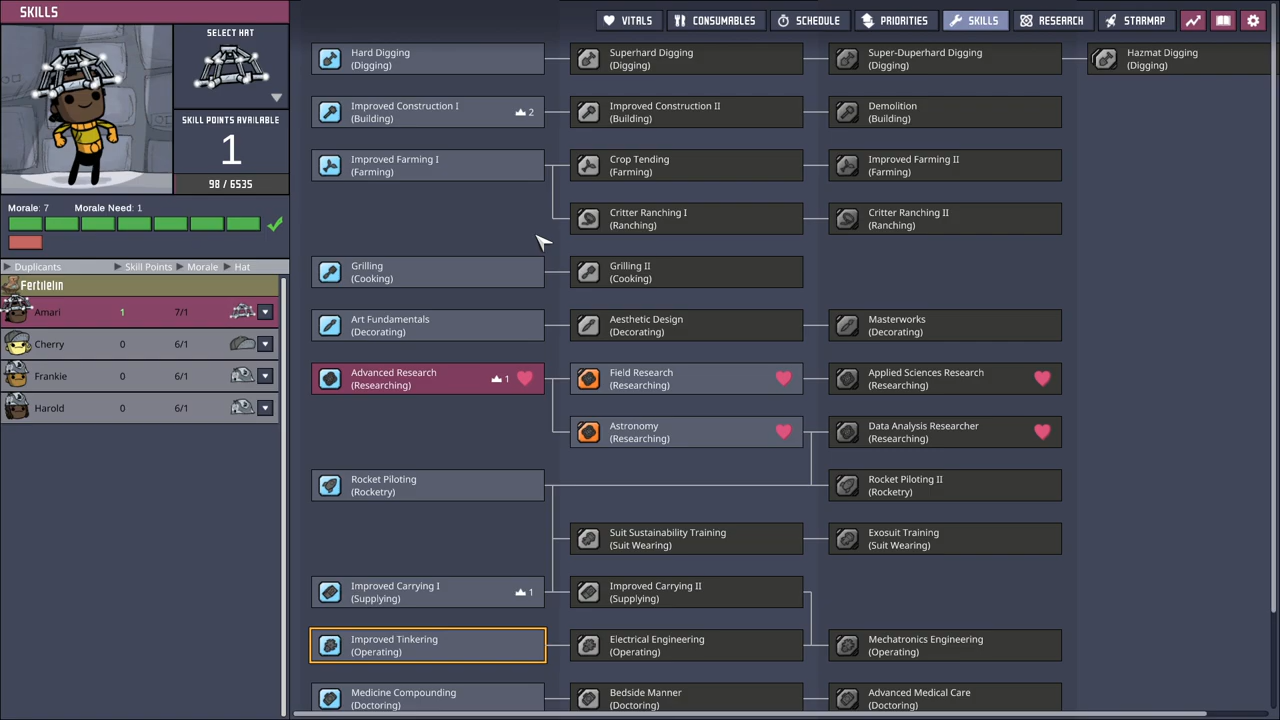 SKILLS
VITALS
CONSUMABLES
SCHEDULE
PRIORITIES
SKILLS
RESEARCH
STARMAP
SELECT HAT
SKILL POINTS AVAILABLE
1
98 / 6535
Morale: 7
Morale Need: 1
Duplicants
Skill Points
Morale
Hat
Fertilelin
Amari
1
7/1
Cherry
0
6/1
Frankie
0
6/1
Harold
0
6/1
Hard Digging
(Digging)
Superhard Digging
(Digging)
Super-Duperhard Digging
(Digging)
Hazmat Digging
(Digging)
Improved Construction I
(Building)
2
Improved Construction II
(Building)
Demolition
(Building)
Improved Farming I
(Farming)
Crop Tending
(Farming)
Improved Farming II
(Farming)
Critter Ranching I
(Ranching)
Critter Ranching II
(Ranching)
Grilling
(Cooking)
Grilling II
(Cooking)
Art Fundamentals
(Decorating)
Aesthetic Design
(Decorating)
Masterworks
(Decorating)
Advanced Research
(Researching)
1
Field Research
(Researching)
Applied Sciences Research
(Researching)
Astronomy
(Researching)
Data Analysis Researcher
(Researching)
Rocket Piloting
(Rocketry)
Rocket Piloting II
(Rocketry)
Suit Sustainability Training
(Suit Wearing)
Exosuit Training
(Suit Wearing)
Improved Carrying I
(Supplying)
1
Improved Carrying II
(Supplying)
Improved Tinkering
(Operating)
Electrical Engineering
(Operating)
Mechatronics Engineering
(Operating)
Medicine Compounding
(Doctoring)
Bedside Manner
(Doctoring)
Advanced Medical Care
(Doctoring)